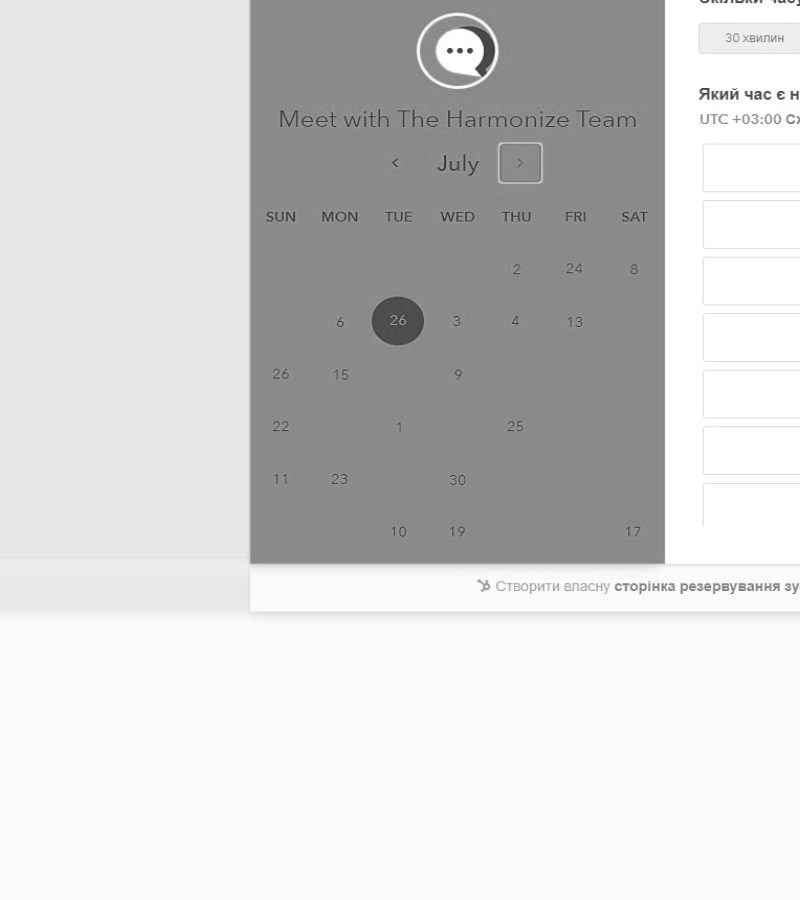 Meet with The Harmonize Team
July
SUN MON TUE WED THU FRI SAT
2 24 8
6 26 3 4 13
26 15 9
22 1 25
11 23 30
10 19 17
30 хвилин
Який час є н
UTC +03:00 Сх
Створити власну сторінка резервування зу